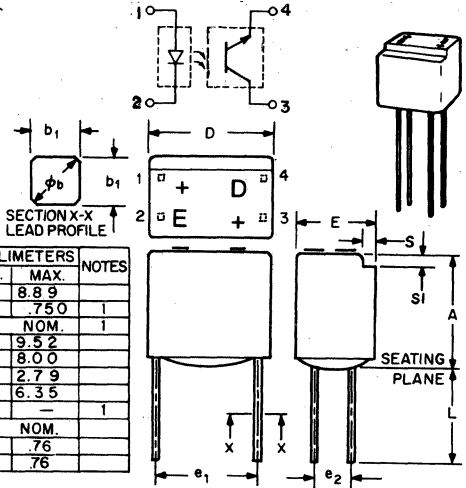 1 4
2 3
b₁ D
φb b₁
1 + D 4
2 E + 3
SECTION X-X
LEAD PROFILE
E
S
S1
A
LIMETERS NOTES
MAX.
8.89
.750 1
NOM. 1
9.52
8.00
2.79
6.35
— 1
NOM.
.76
.76
SEATING
PLANE
L
X X
e₁ e₂